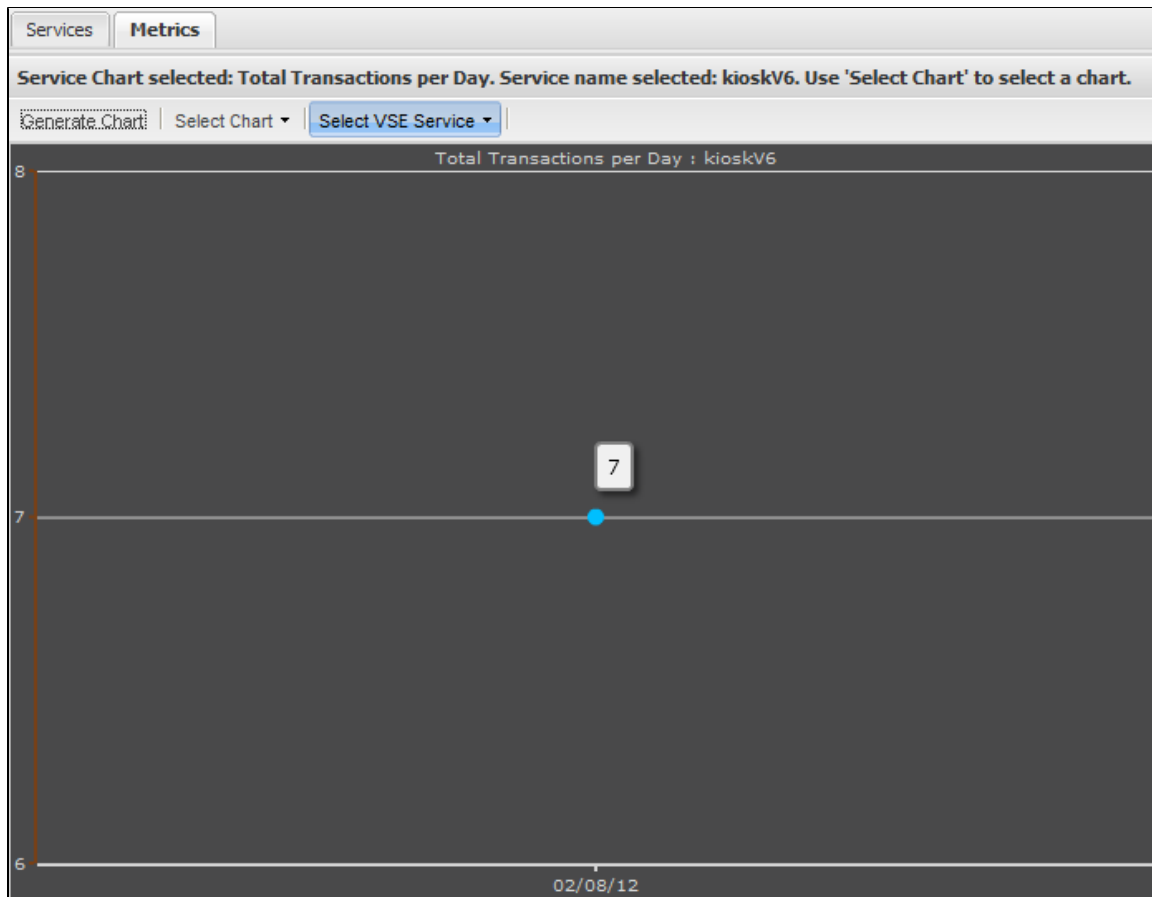 Services Metrics
Service Chart selected: Total Transactions per Day. Service name selected: kioskV6. Use 'Select Chart' to select a chart.
Generate Chart Select Chart Select VSE Service
Total Transactions per Day : kioskV6
8
7
7
6
02/08/12